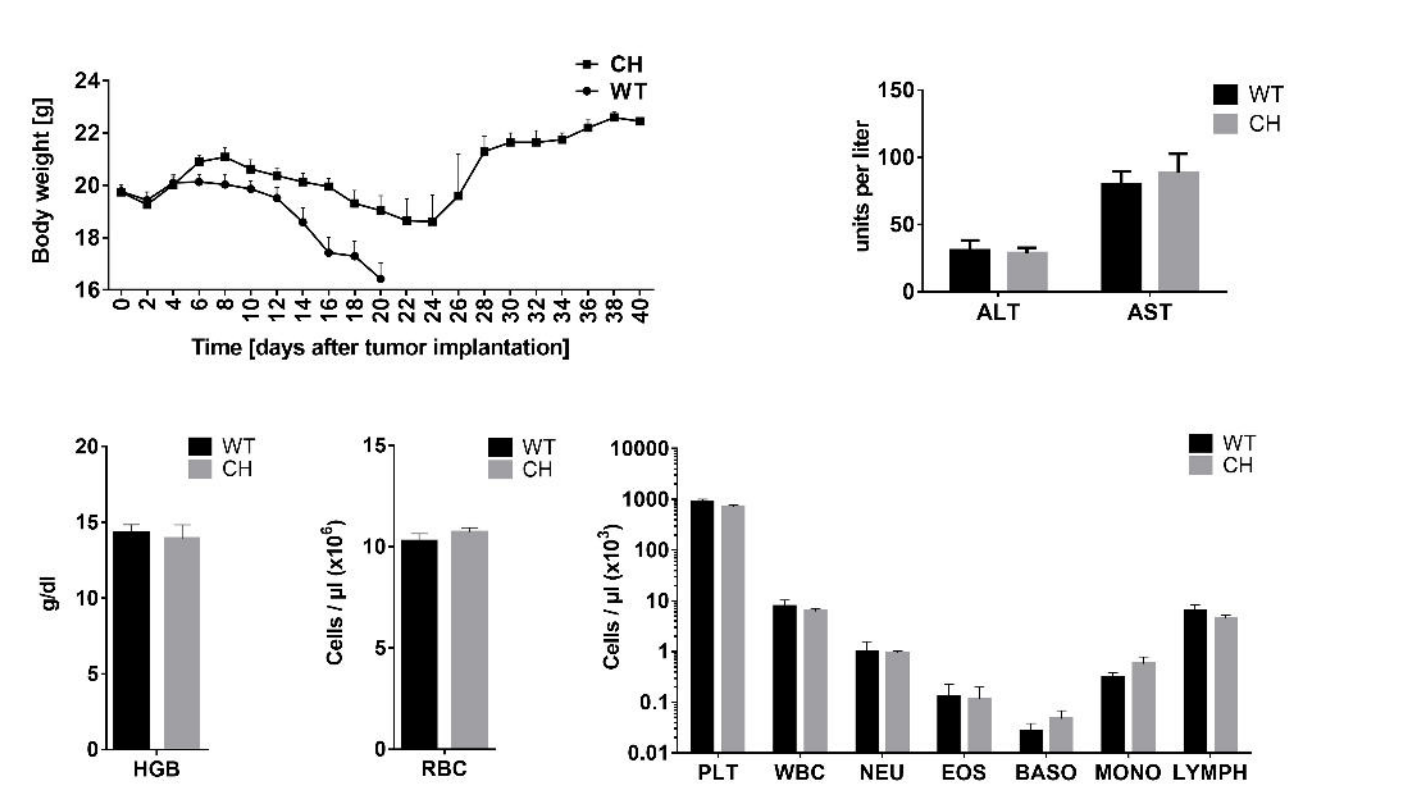 CH
WT
24
22
20
18
16
Body weight [g]
0 2 4 6 8 10 12 14 16 18 20 22 24 26 28 30 32 34 36 38 40
Time [days after tumor implantation]
WT
CH
150
100
50
0
units per liter
ALT AST
WT
CH
20
15
10
5
0
g/dl
HGB
WT
CH
15
10
5
0
Cells / µl (x10⁶)
RBC
WT
CH
10000
1000
100
10
1
0.1
0.01
Cells / µl (x10³)
PLT WBC NEU EOS BASO MONO LYMPH